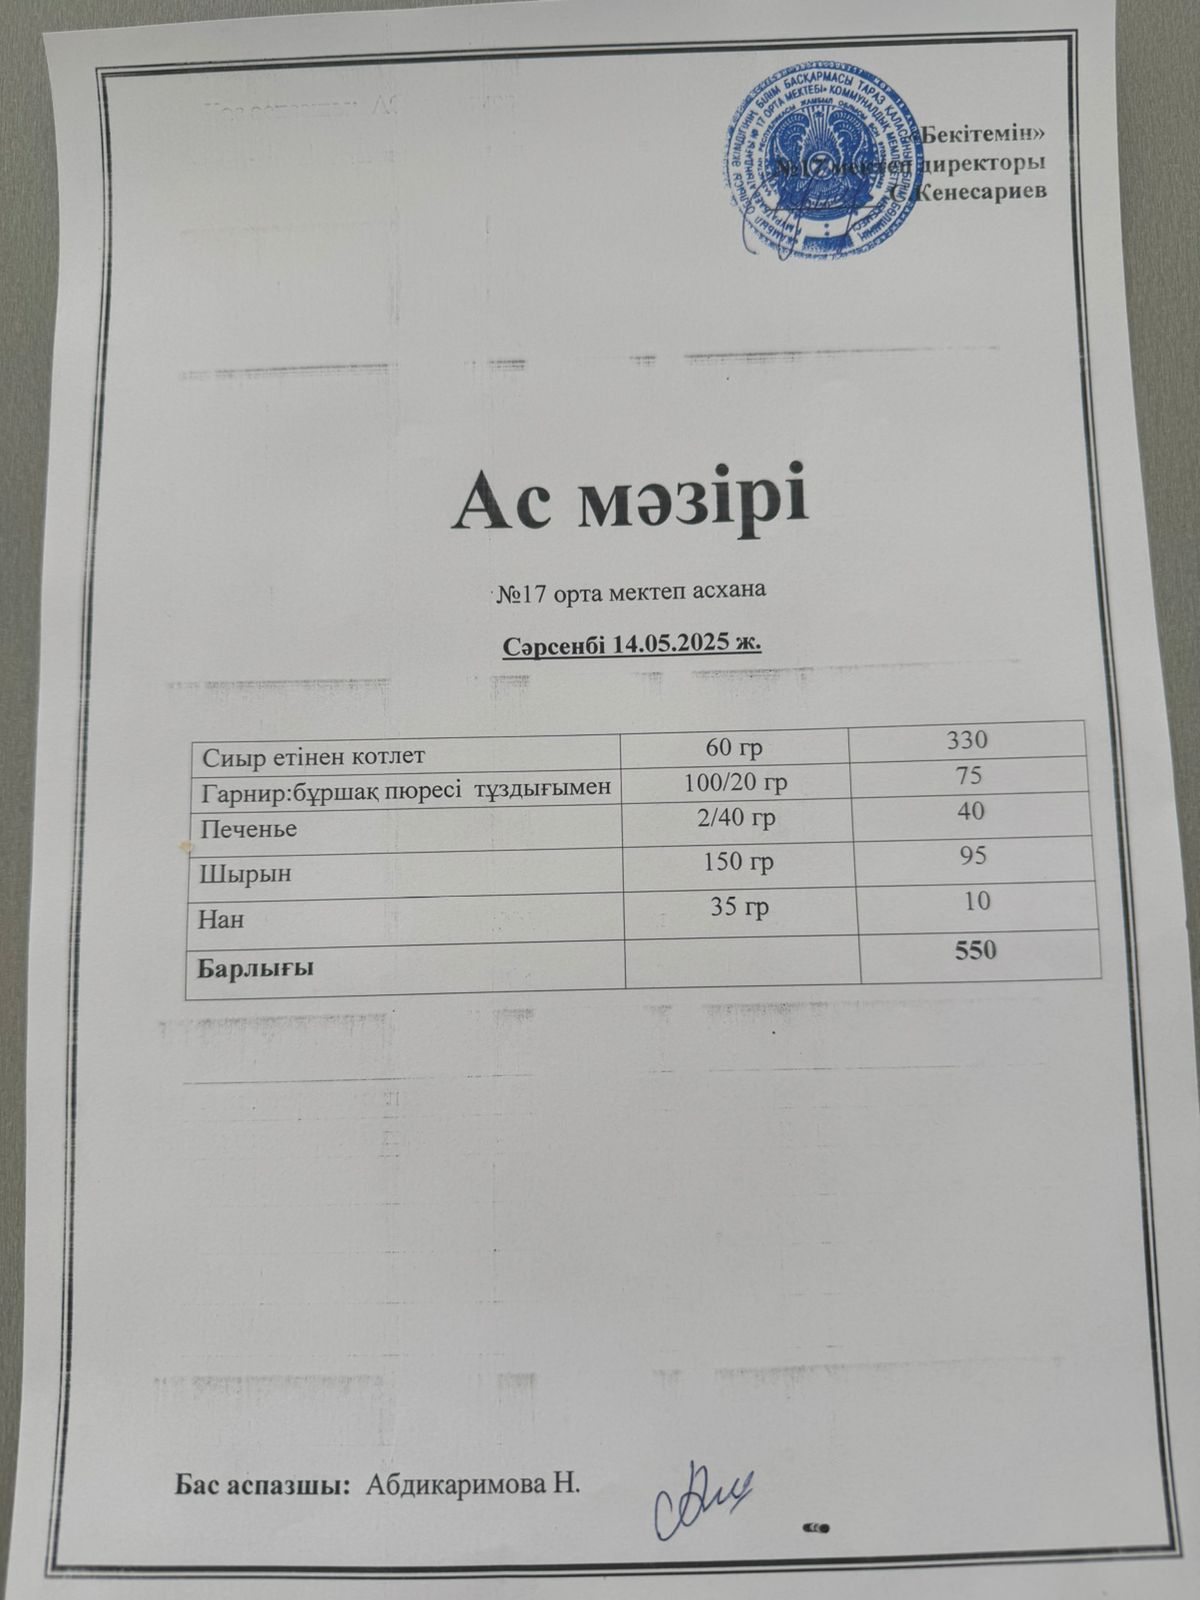 «Бекітемін»
№17 мектеп директоры
С Кенесариев
Ас мәзірі
№17 орта мектеп асхана
Сәрсенбі 14.05.2025 ж.
Сиыр етінен котлет 60 гр 330
Гарнир:бұршақ пюресі тұздығымен 100/20 гр 75
Печенье 2/40 гр 40
Шырын 150 гр 95
Нан 35 гр 10
Барлығы 550
Бас аспазшы: Абдикаримова Н.